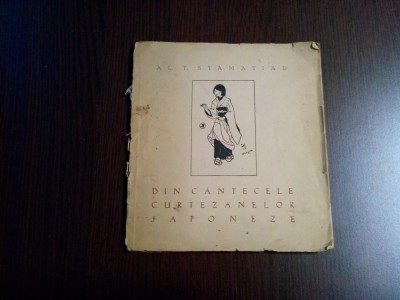 AL. T. STAMATIAD
DIN CÂNTECELE
CURTEZANELOR
JAPONEZE